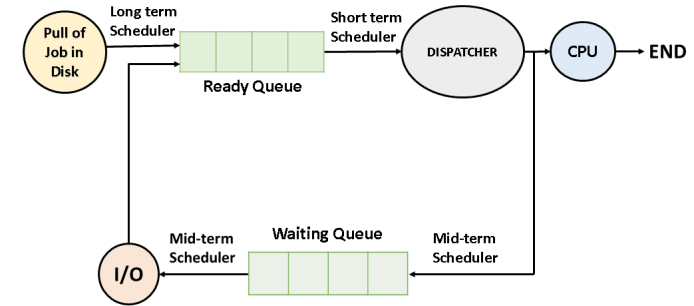 Long term
Scheduler
Short term
Scheduler
Pull of
Job in
Disk
DISPATCHER
CPU
END
Ready Queue
Mid-term
Scheduler
Waiting Queue
Mid-term
Scheduler
I/O